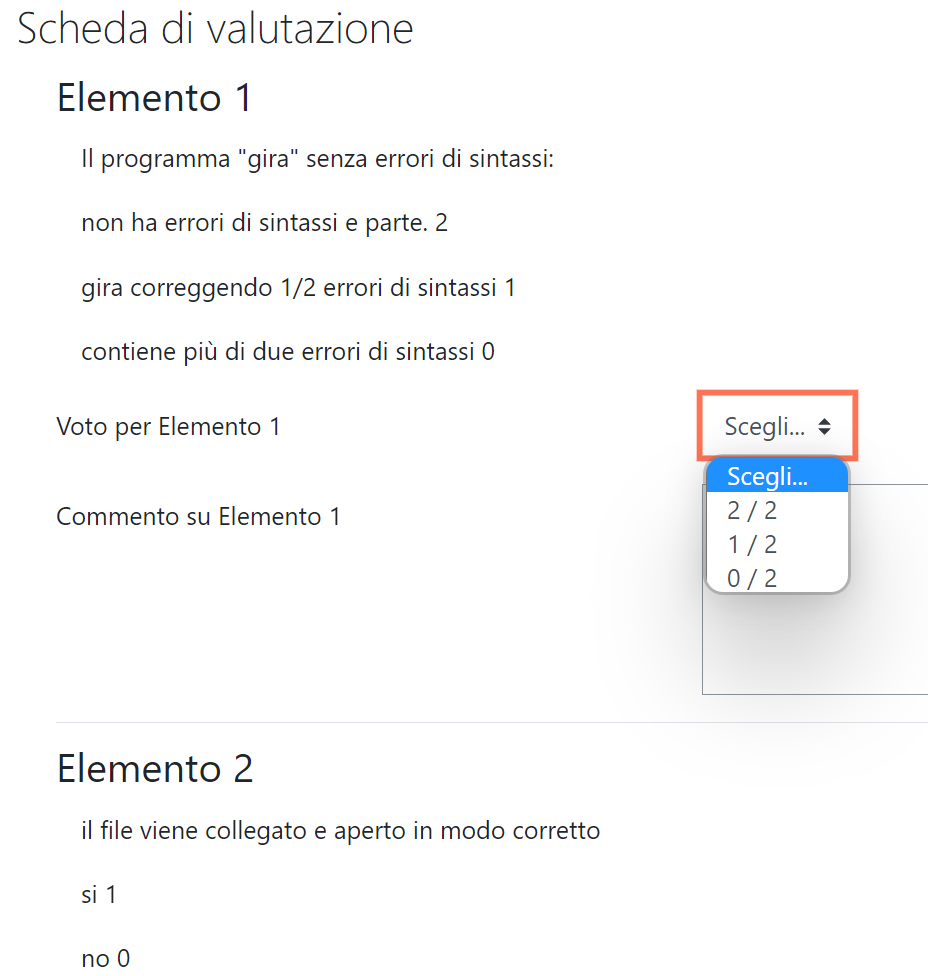 Scheda di valutazione
Elemento 1
Il programma "gira" senza errori di sintassi:
non ha errori di sintassi e parte. 2
gira correggendo 1/2 errori di sintassi 1
contiene più di due errori di sintassi 0
Voto per Elemento 1
Scegli...
Scegli...
2 / 2
1 / 2
0 / 2
Commento su Elemento 1
Elemento 2
il file viene collegato e aperto in modo corretto
si 1
no 0